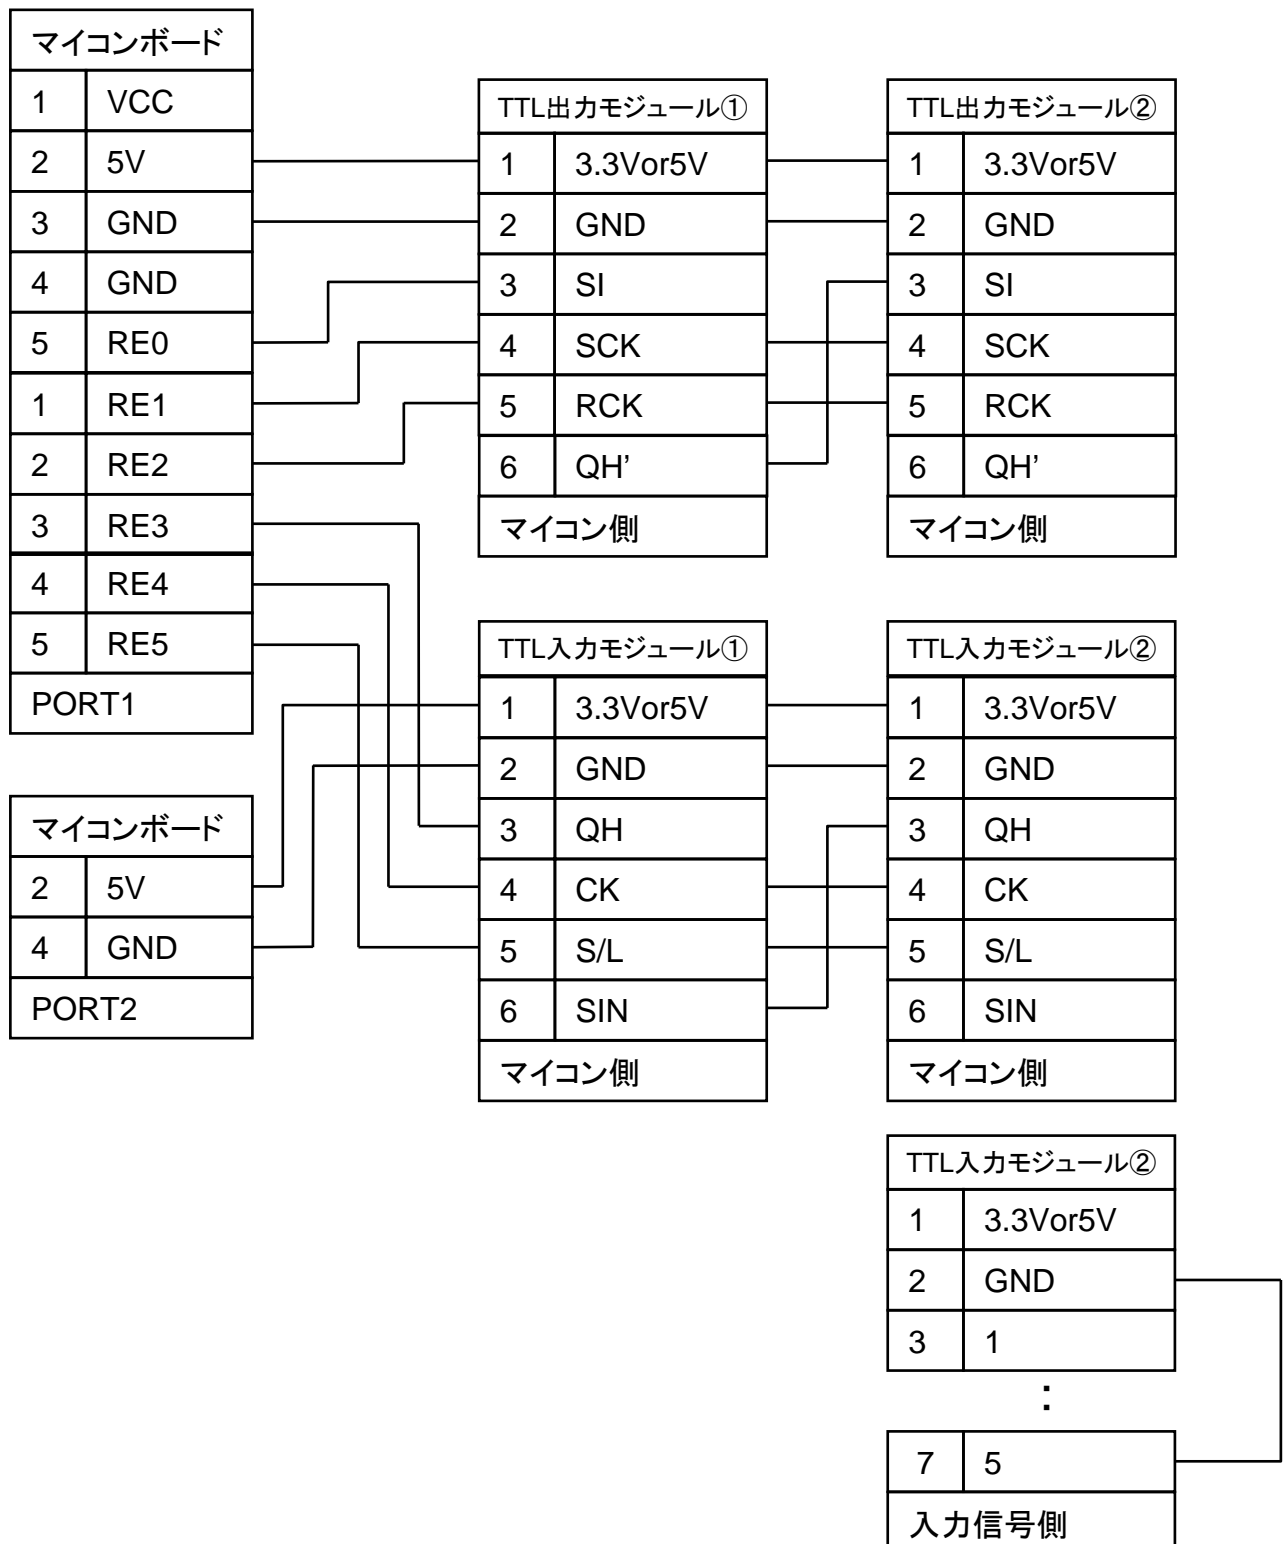 マイコンボード
1 VCC
2 5V
3 GND
4 GND
5 RE0
1 RE1
2 RE2
3 RE3
4 RE4
5 RE5
PORT1
マイコンボード
2 5V
4 GND
PORT2
TTL出力モジュール①
1 3.3Vor5V
2 GND
3 SI
4 SCK
5 RCK
6 QH’
マイコン側
TTL出力モジュール②
1 3.3Vor5V
2 GND
3 SI
4 SCK
5 RCK
6 QH’
マイコン側
TTL入力モジュール①
1 3.3Vor5V
2 GND
3 QH
4 CK
5 S/L
6 SIN
マイコン側
TTL入力モジュール②
1 3.3Vor5V
2 GND
3 QH
4 CK
5 S/L
6 SIN
マイコン側
TTL入力モジュール②
1 3.3Vor5V
2 GND
3 1
:
7 5
入力信号側